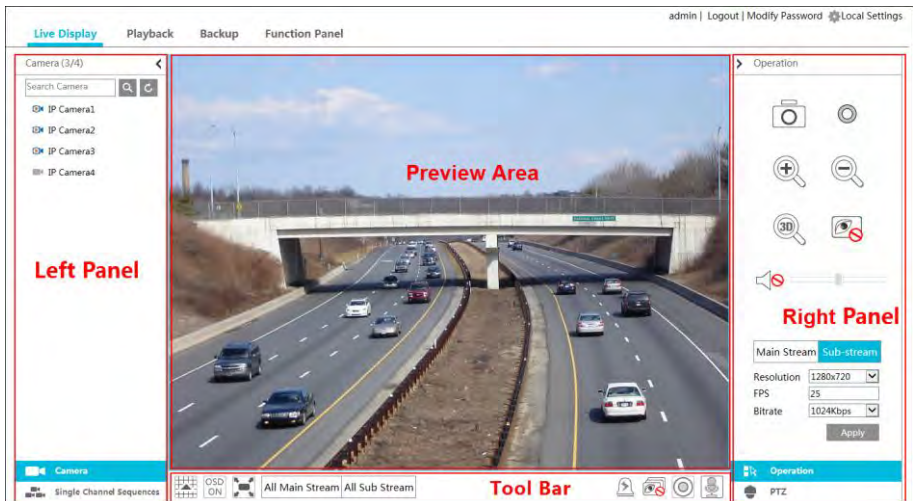 admin | Logout | Modify Password Local Settings
Live Display Playback Backup Function Panel
Camera (3/4)
Search Camera
IP Camera1
IP Camera2
IP Camera3
IP Camera4
Left Panel
Camera
Single Channel Sequences
Preview Area
OSD
ON
All Main Stream All Sub Stream
Tool Bar
Operation
3D
Right Panel
Main Stream Sub-stream
Resolution 1280x720
FPS 25
Bitrate 1024Kbps
Apply
Operation
PTZ